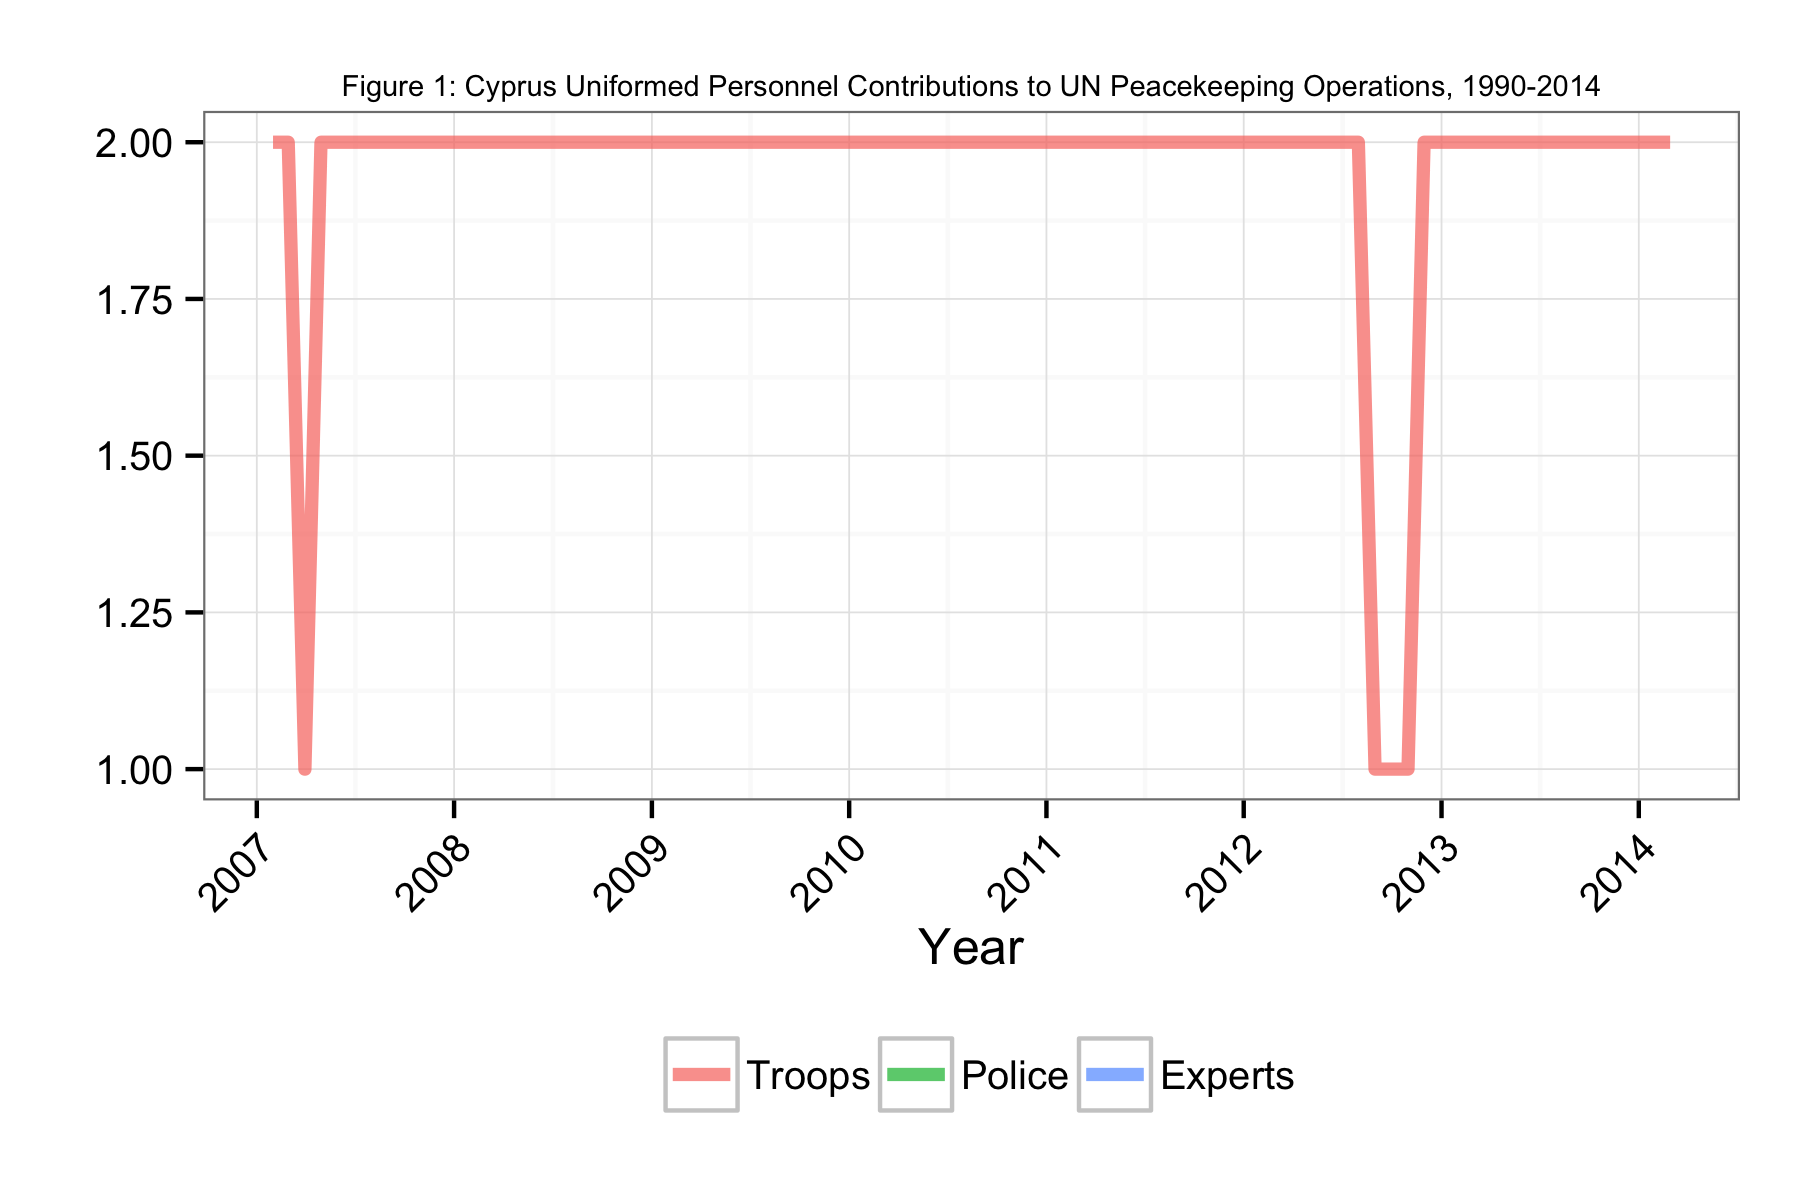 Figure 1: Cyprus Uniformed Personnel Contributions to UN Peacekeeping Operations, 1990-2014
2.00
1.75
1.50
1.25
1.00
2007 2008 2009 2010 2011 2012 2013 2014
Year
Troops Police Experts